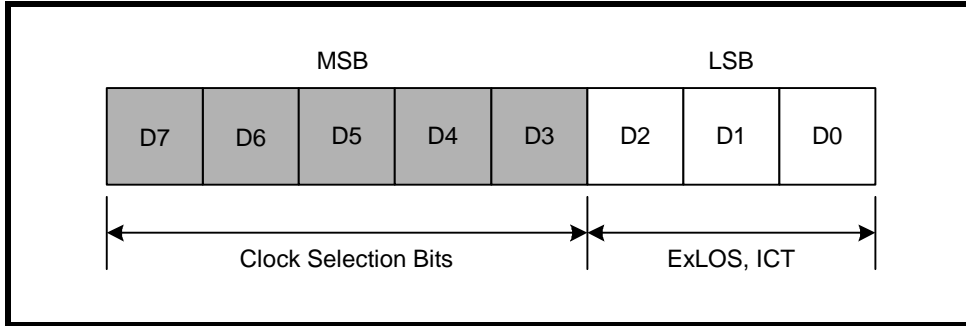 MSB LSB
D7 D6 D5 D4 D3 D2 D1 D0
Clock Selection Bits ExLOS, ICT